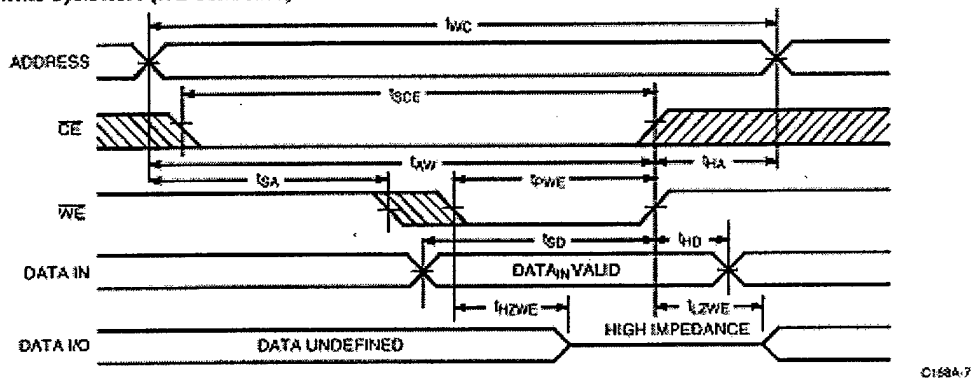 tWC
ADDRESS
tSCE
CE
tAW
tHA
tSA
tPWE
WE
tSD
tHD
DATA IN
DATAIN VALID
tHZWE
tLZWE
HIGH IMPEDANCE
DATA I/O
DATA UNDEFINED
C158A-7